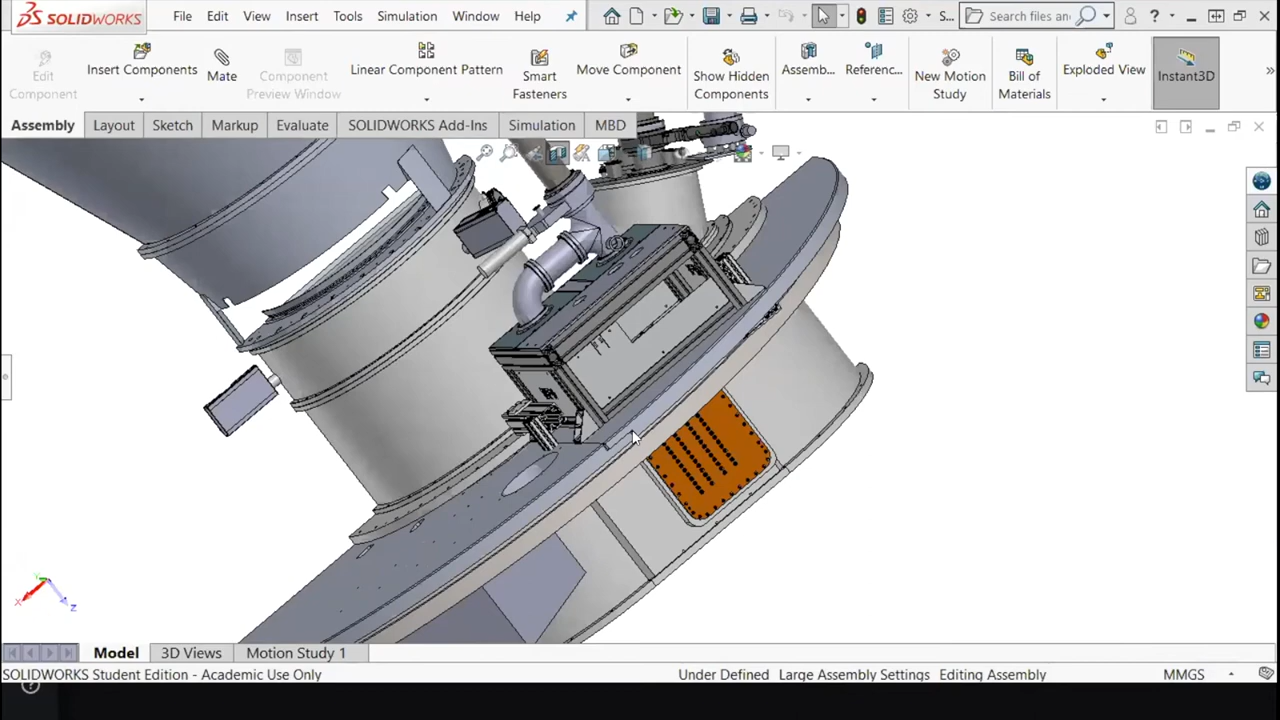 SOLIDWORKS File Edit View Insert Tools Simulation Window Help S... Search files and
Edit Component
Insert Components
Mate
Component Preview Window
Linear Component Pattern
Smart Fasteners
Move Component
Show Hidden Components
Assemb...
Referenc...
New Motion Study
Bill of Materials
Exploded View
Instant3D
Assembly Layout Sketch Markup Evaluate SOLIDWORKS Add-Ins Simulation MBD
Y
X
Z
Model 3D Views Motion Study 1
SOLIDWORKS Student Edition - Academic Use Only Under Defined Large Assembly Settings Editing Assembly MMGS